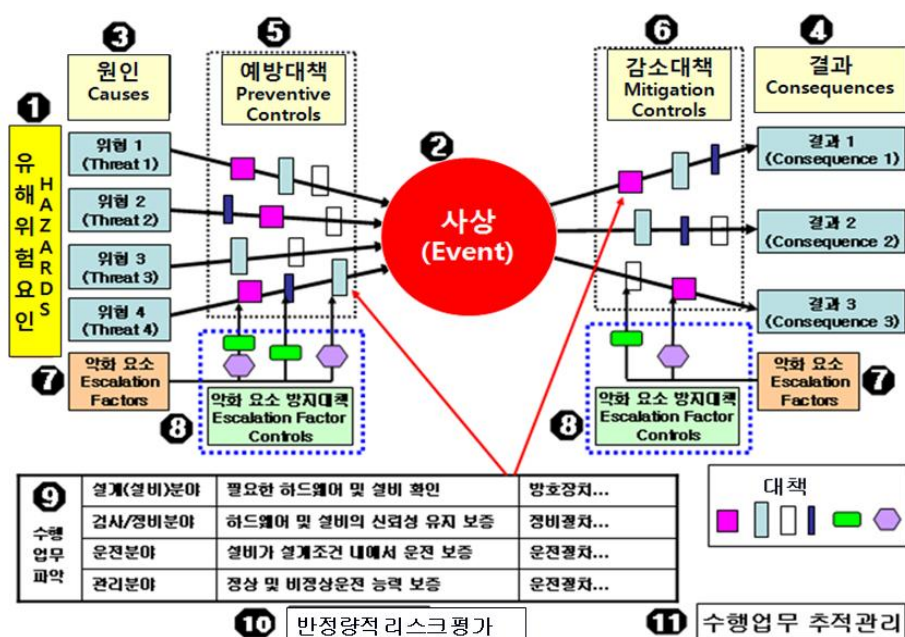 ③
원인
Causes
⑤
예방대책
Preventive
Controls
⑥
감소대책
Mitigation
Controls
④
결과
Consequences
①
유해위험요인
HAZARDS
위험 1
(Threat 1)
위험 2
(Threat 2)
위험 3
(Threat 3)
위험 4
(Threat 4)
②
사상
(Event)
결과 1
(Consequence 1)
결과 2
(Consequence 2)
결과 3
(Consequence 3)
⑦
악화 요소
Escalation
Factors
⑧
악화 요소 방지대책
Escalation Factor
Controls
⑧
악화 요소 방지대책
Escalation Factor
Controls
악화 요소
Escalation
Factors
⑦
⑨
수행
업무
파악
설계(설비)분야 필요한 하드웨어 및 설비 확인 방호장치...
검사/정비분야 하드웨어 및 설비의 신뢰성 유지 보증 정비절차...
운전분야 설비가 설계조건 내에서 운전 보증 운전절차...
관리분야 정상 및 비정상운전 능력 보증 운전절차...
대책
⑩ 반정량적리스크평가
⑪ 수행업무 추적관리